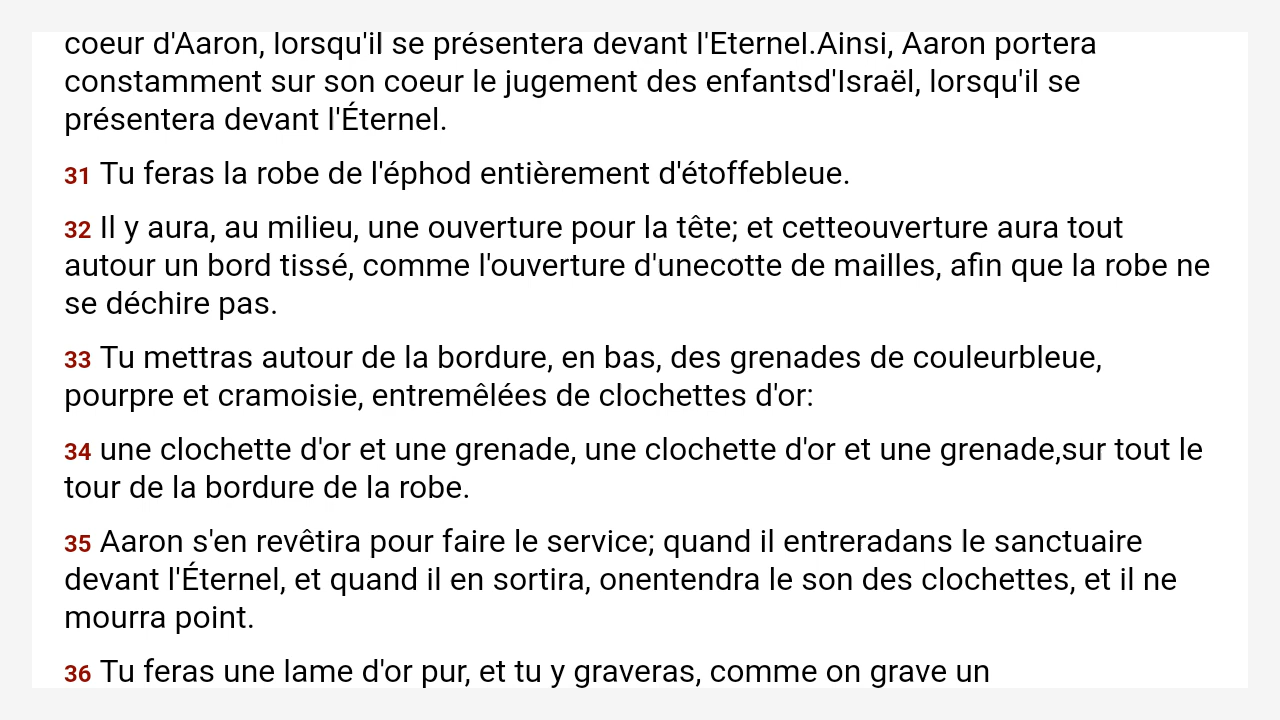 coeur d'Aaron, lorsqu'il se présentera devant l'Éternel.Ainsi, Aaron portera
constamment sur son coeur le jugement des enfantsd'Israël, lorsqu'il se
présentera devant l'Éternel.
31 Tu feras la robe de l'éphod entièrement d'étoffebleue.
32 Il y aura, au milieu, une ouverture pour la tête; et cetteouverture aura tout
autour un bord tissé, comme l'ouverture d'unecotte de mailles, afin que la robe ne
se déchire pas.
33 Tu mettras autour de la bordure, en bas, des grenades de couleurbleue,
pourpre et cramoisie, entremêlées de clochettes d'or:
34 une clochette d'or et une grenade, une clochette d'or et une grenade,sur tout le
tour de la bordure de la robe.
35 Aaron s'en revêtira pour faire le service; quand il entreradans le sanctuaire
devant l'Éternel, et quand il en sortira, onentendra le son des clochettes, et il ne
mourra point.
36 Tu feras une lame d'or pur, et tu y graveras, comme on grave un